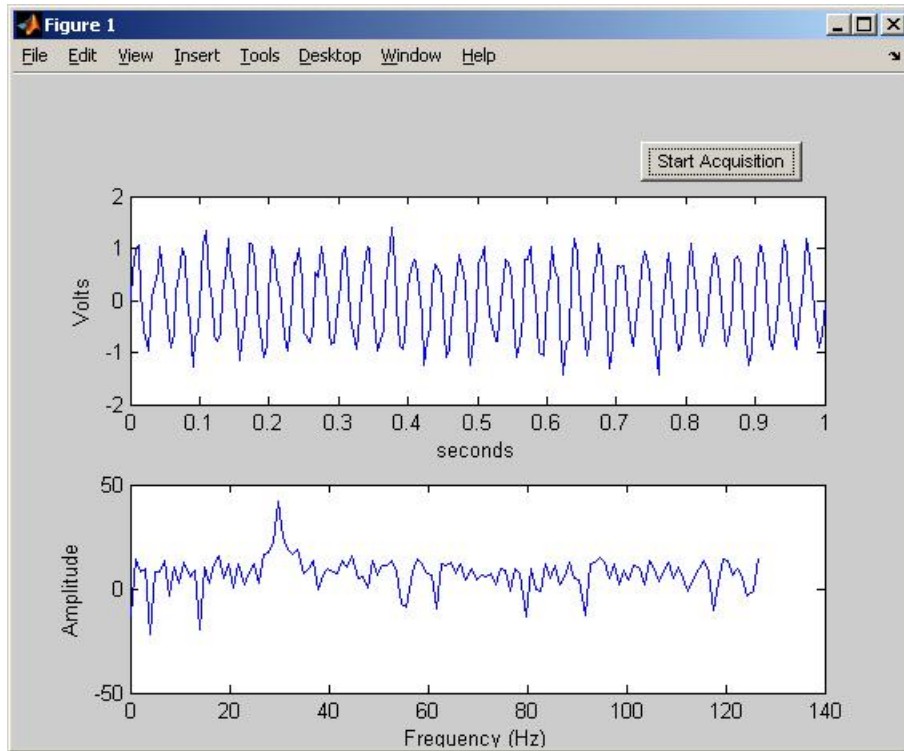 Figure 1
File Edit View Insert Tools Desktop Window Help
Start Acquisition
2
1
0
-1
-2
Volts
0 0.1 0.2 0.3 0.4 0.5 0.6 0.7 0.8 0.9 1
seconds
50
0
-50
Amplitude
0 20 40 60 80 100 120 140
Frequency (Hz)